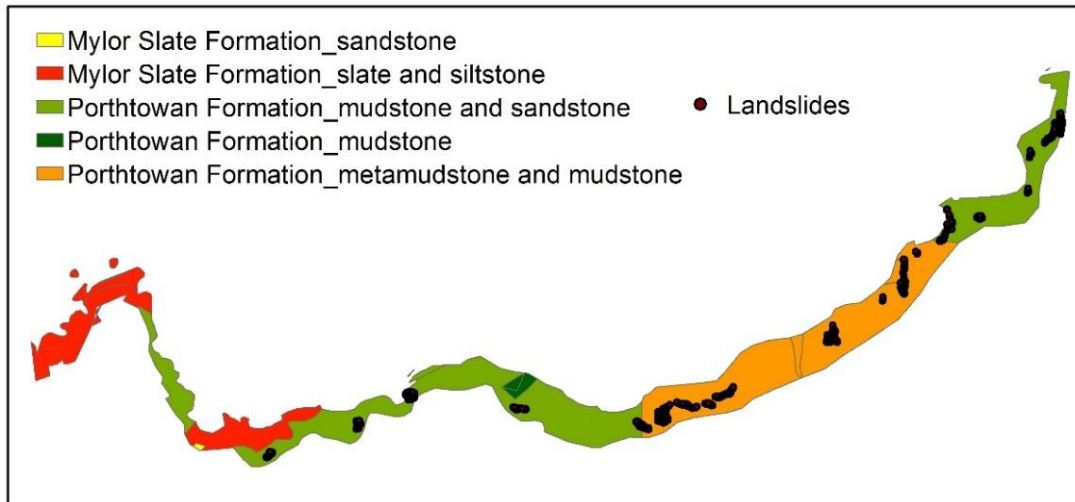 Mylor Slate Formation_sandstone
Mylor Slate Formation_slate and siltstone
Porthtowan Formation_mudstone and sandstone
Landslides
Porthtowan Formation_mudstone
Porthtowan Formation_metamudstone and mudstone